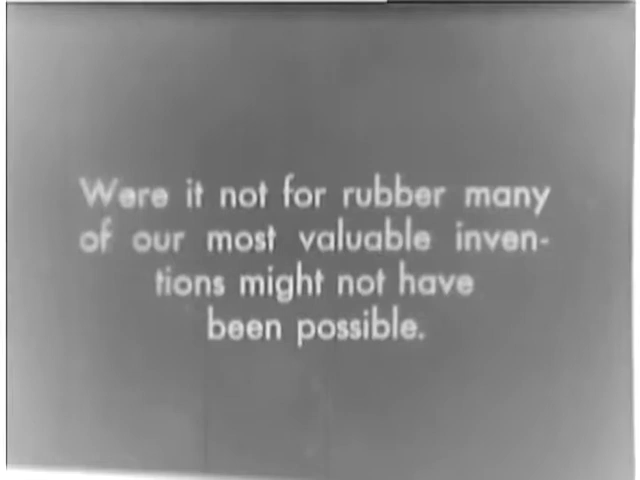 Were it not for rubber many
of our most valuable inven-
tions might not have
been possible.